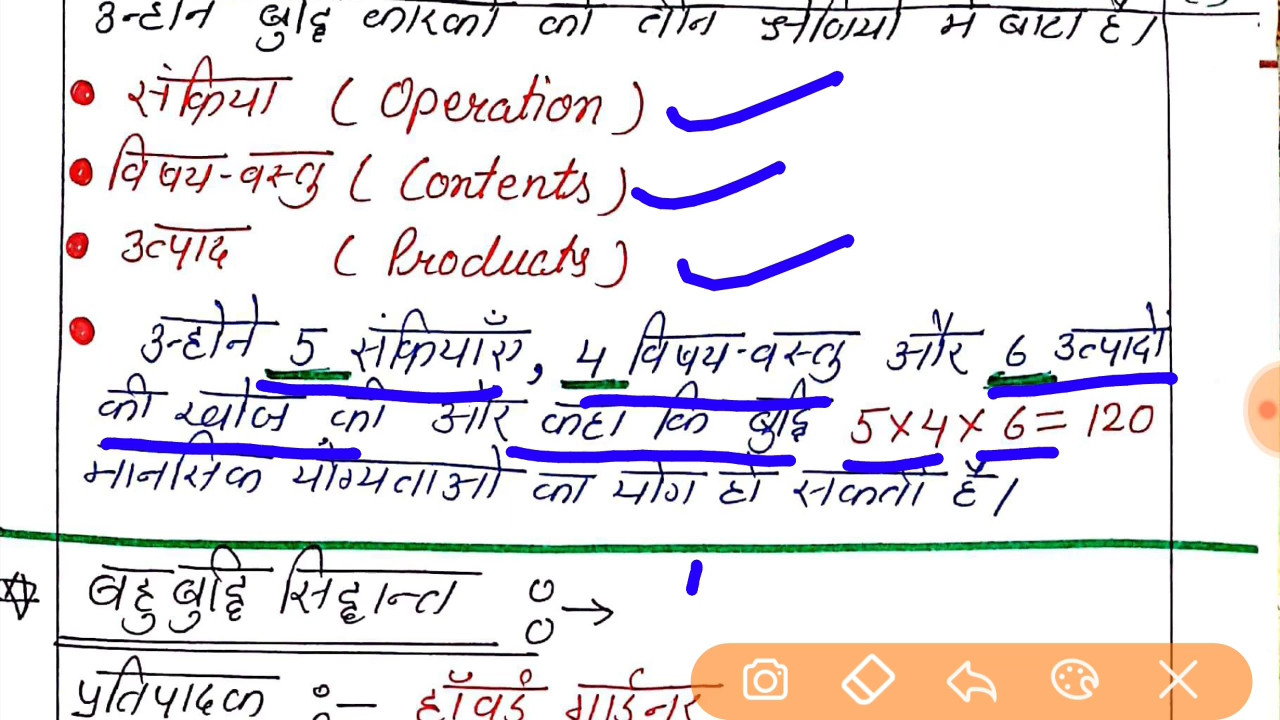 उन्होने बुद्धि कारको को तीन श्रेणियों में बाटा है।
संक्रिया ( Operation )
विषय-वस्तु ( Contents )
उत्पाद ( Products )
उन्होने 5 संक्रियाएँ, 4 विषय-वस्तु और 6 उत्पादो
की खोज की और कहा कि बुद्धि 5×4×6=120
मानसिक योग्यताओ का योग हो सकती है।
बहु बुद्धि सिद्धान्त :→
प्रतिपादक :— हॉवर्ड गार्डनर